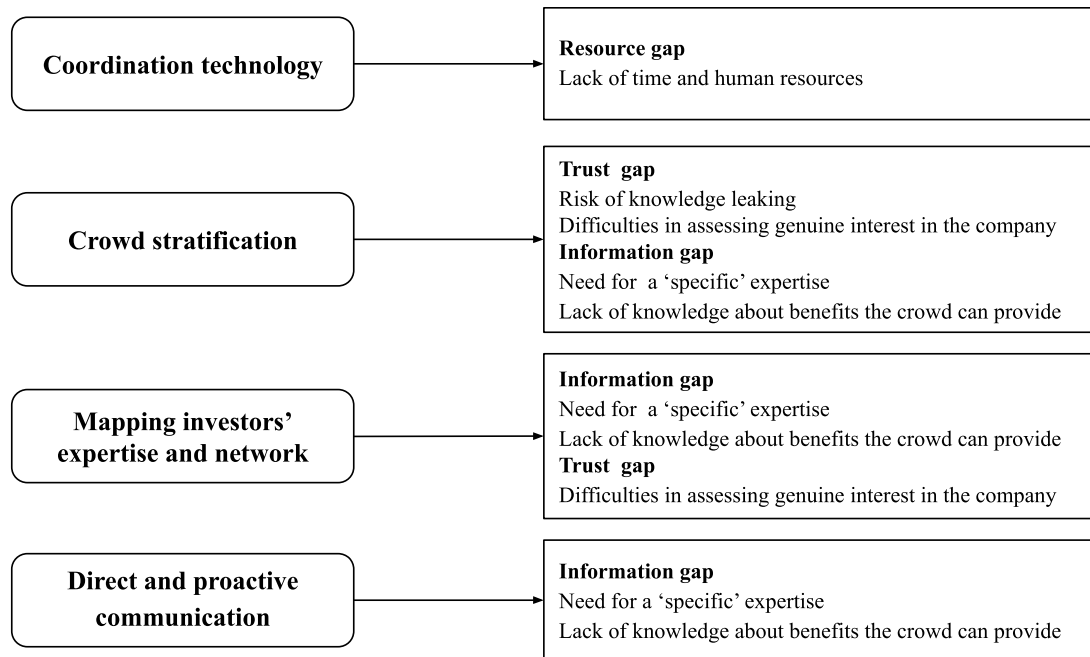 Coordination technology
Resource gap
Lack of time and human resources
Crowd stratification
Trust gap
Risk of knowledge leaking
Difficulties in assessing genuine interest in the company
Information gap
Need for a ‘specific’ expertise
Lack of knowledge about benefits the crowd can provide
Mapping investors’
expertise and network
Information gap
Need for a ‘specific’ expertise
Lack of knowledge about benefits the crowd can provide
Trust gap
Difficulties in assessing genuine interest in the company
Direct and proactive
communication
Information gap
Need for a ‘specific’ expertise
Lack of knowledge about benefits the crowd can provide